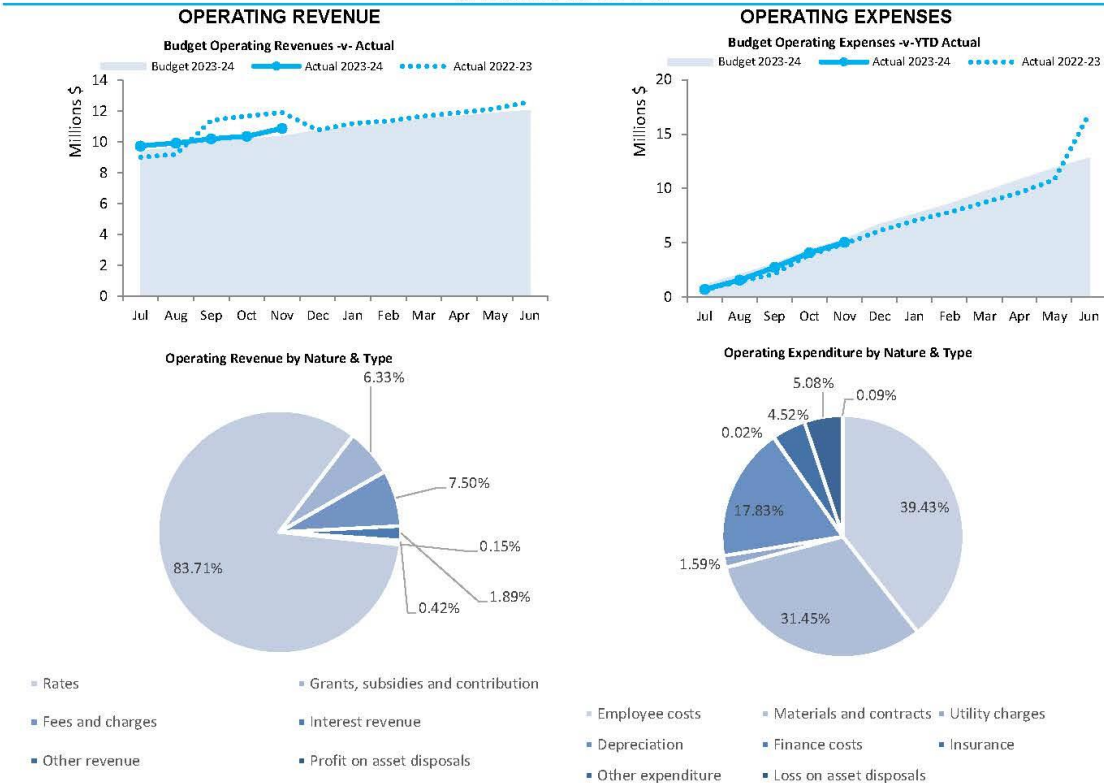 OPERATING REVENUE
Budget Operating Revenues -v- Actual
Budget 2023-24 Actual 2023-24 Actual 2022-23
Millions $
14
12
10
8
6
4
2
0
Jul Aug Sep Oct Nov Dec Jan Feb Mar Apr May Jun
Operating Revenue by Nature & Type
6.33%
7.50%
0.15%
1.89%
0.42%
83.71%
Rates
Grants, subsidies and contribution
Fees and charges
Interest revenue
Other revenue
Profit on asset disposals
OPERATING EXPENSES
Budget Operating Expenses -v-YTD Actual
Budget 2023-24 Actual 2023-24 Actual 2022-23
Millions $
20
15
10
5
0
Jul Aug Sep Oct Nov Dec Jan Feb Mar Apr May Jun
Operating Expenditure by Nature & Type
5.08%
0.09%
4.52%
0.02%
17.83%
39.43%
1.59%
31.45%
Employee costs
Materials and contracts
Utility charges
Depreciation
Finance costs
Insurance
Other expenditure
Loss on asset disposals